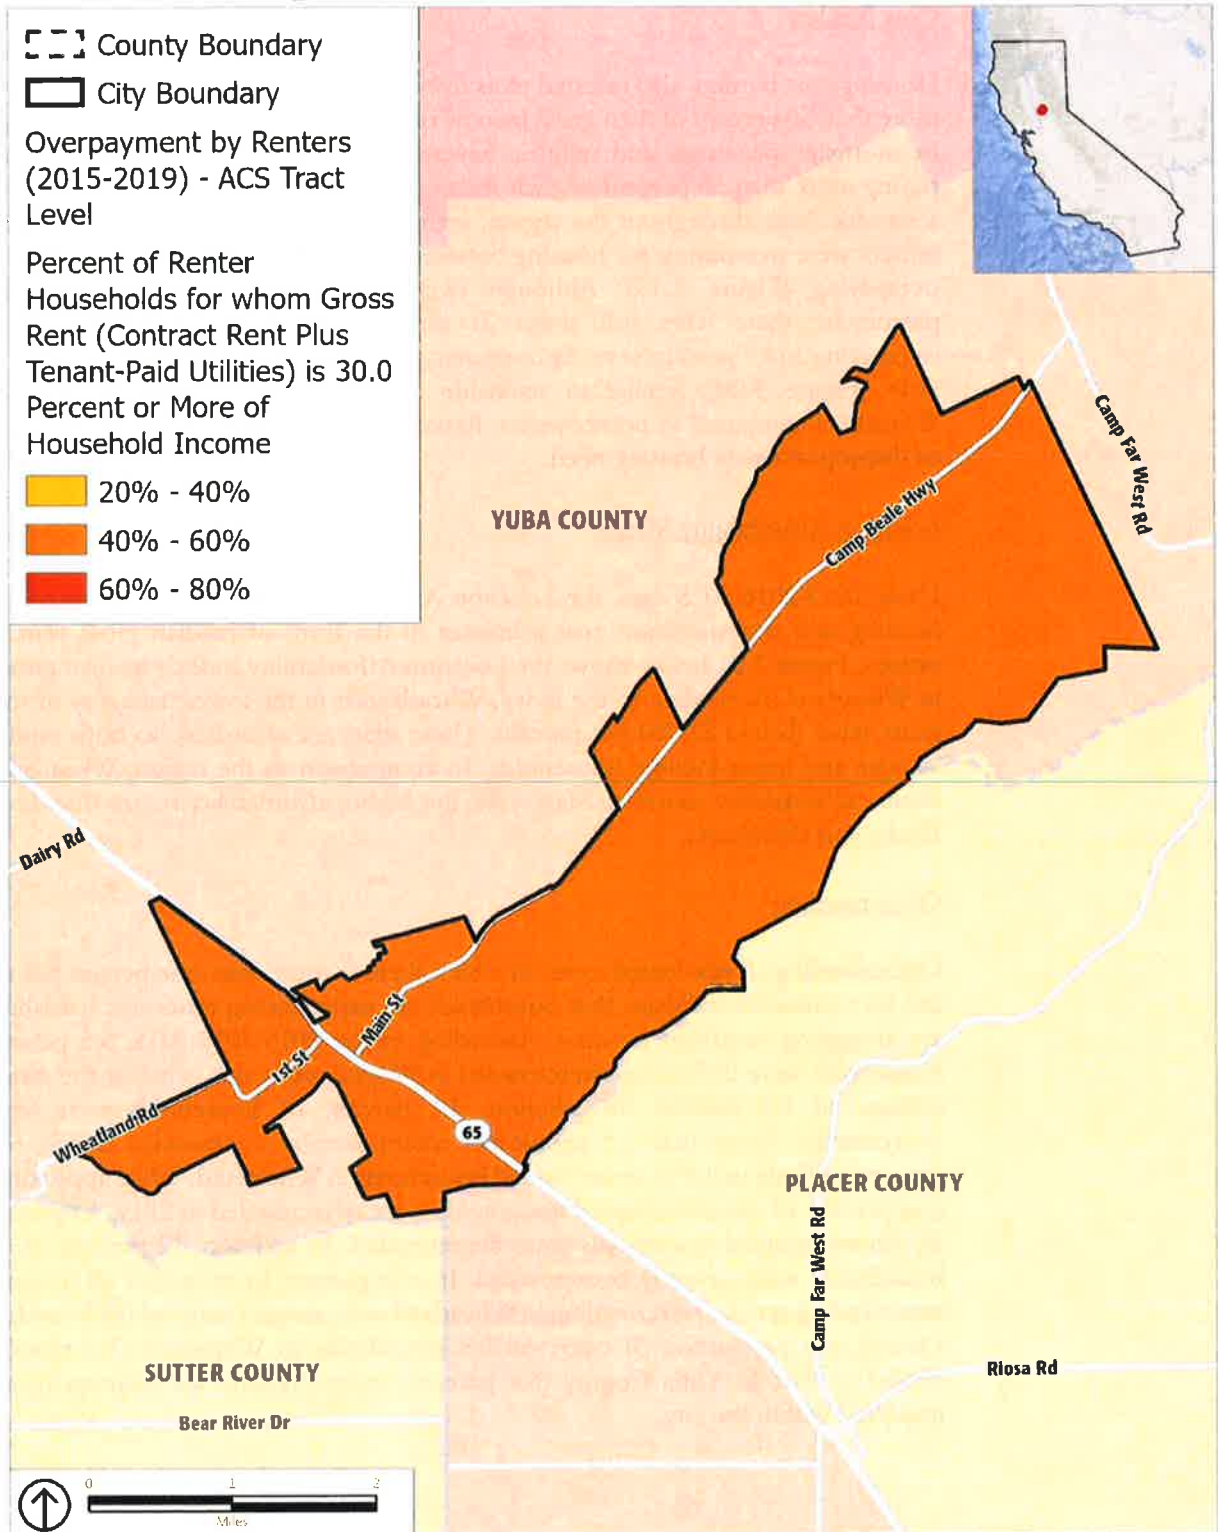 County Boundary
City Boundary
Overpayment by Renters
(2015-2019) - ACS Tract
Level
Percent of Renter
Households for whom Gross
Rent (Contract Rent Plus
Tenant-Paid Utilities) is 30.0
Percent or More of
Household Income
20% - 40%
40% - 60%
60% - 80%
YUBA COUNTY
Camp Beale Hwy
Camp Far West Rd
Dairy Rd
Main St
1st St
Wheatland Rd
65
PLACER COUNTY
Camp Far West Rd
SUTTER COUNTY
Riosa Rd
Bear River Dr
0 1 2
Miles